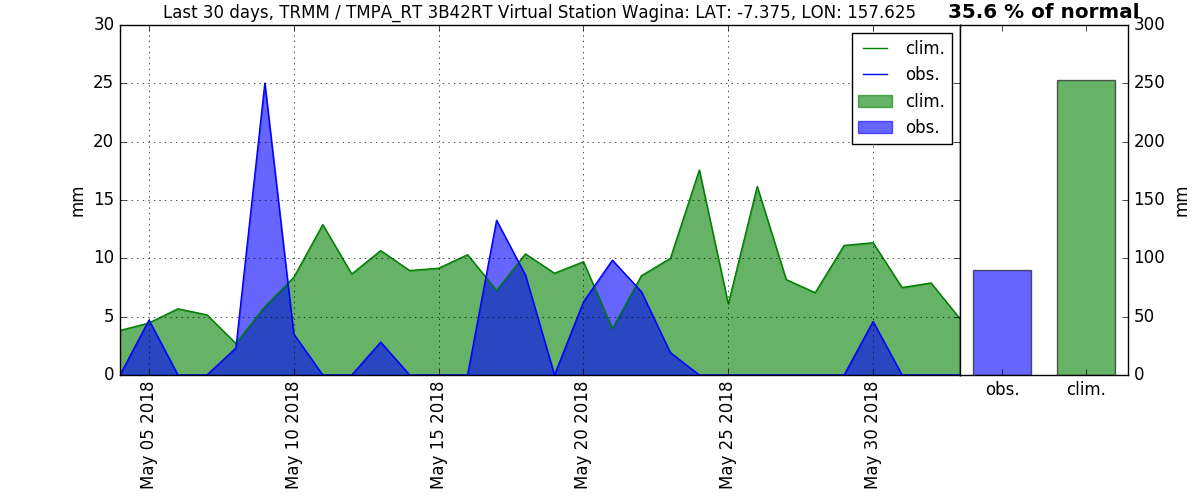 Last 30 days, TRMM / TMPA_RT 3B42RT Virtual Station Wagina: LAT: -7.375, LON: 157.625
35.6 % of normal
30
25
20
15
10
5
0
mm
clim.
obs.
clim.
obs.
May 05 2018
May 10 2018
May 15 2018
May 20 2018
May 25 2018
May 30 2018
300
250
200
150
100
50
0
mm
obs.
clim.